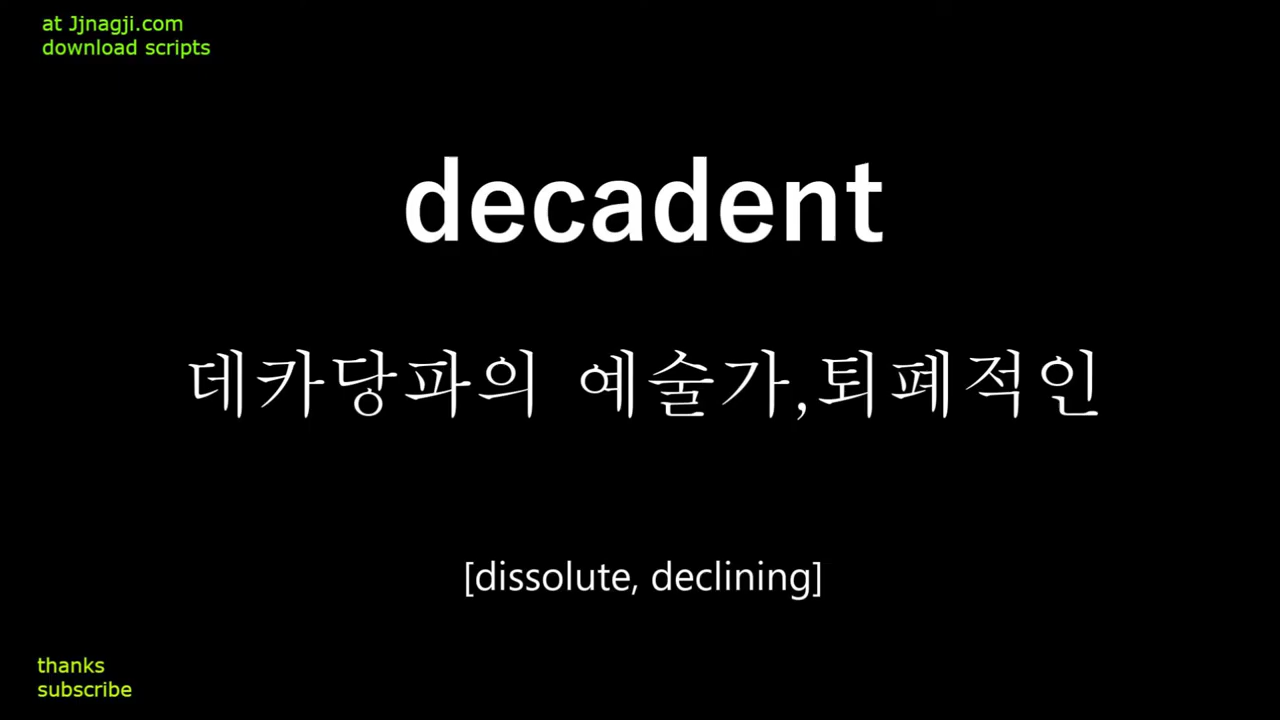 at Jjnagji.com
download scripts
decadent
데카당파의 예술가,퇴폐적인
[dissolute, declining]
thanks
subscribe